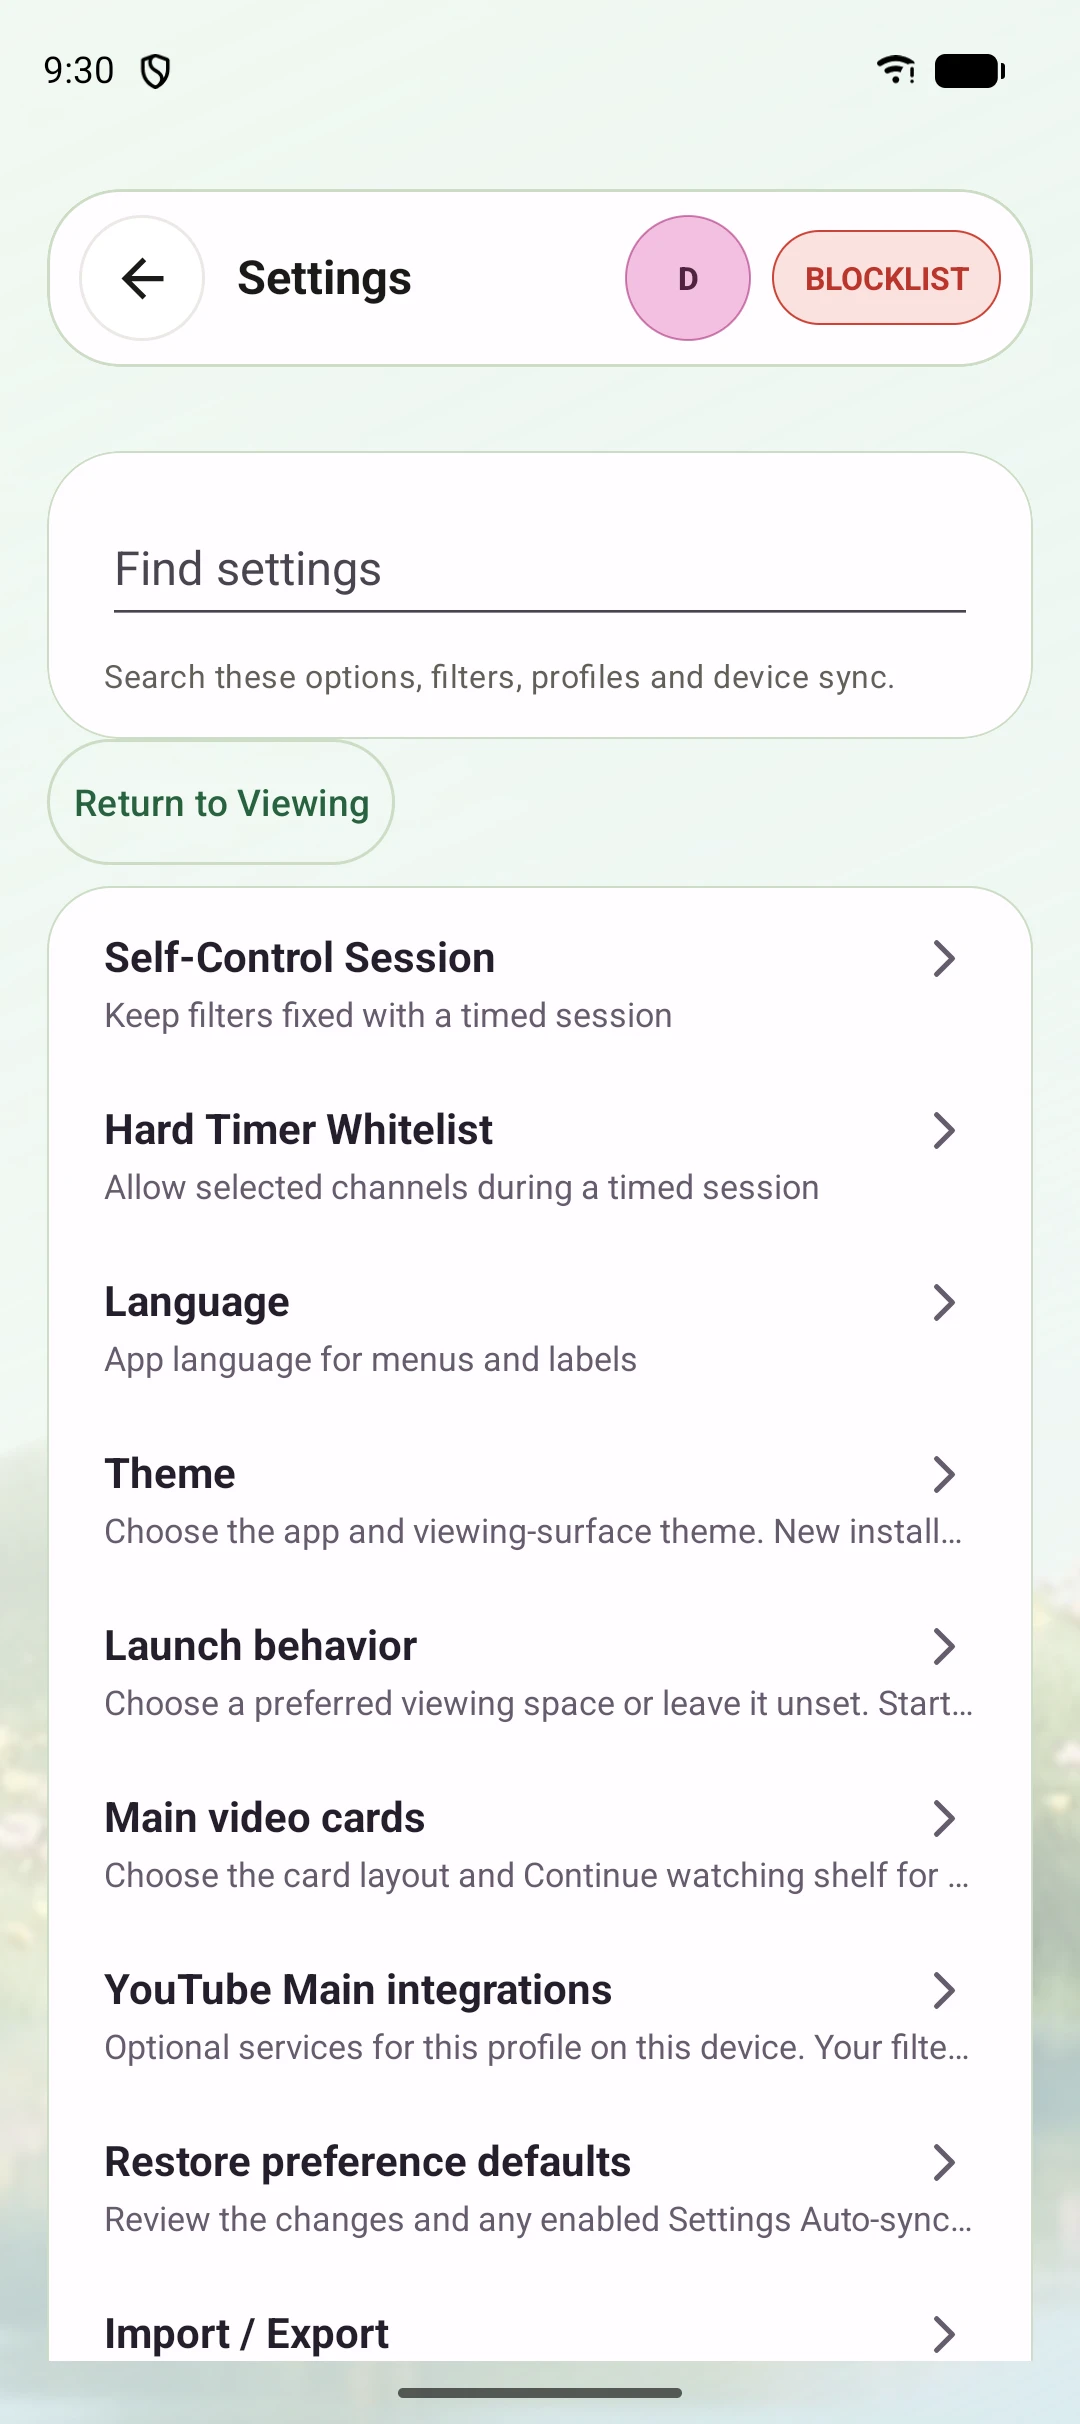 9:30
Settings
D
BLOCKLIST
Find settings
Search these options, filters, profiles and device sync.
Return to Viewing
Self-Control Session
Keep filters fixed with a timed session
Hard Timer Whitelist
Allow selected channels during a timed session
Language
App language for menus and labels
Theme
Choose the app and viewing-surface theme. New install…
Launch behavior
Choose a preferred viewing space or leave it unset. Start…
Main video cards
Choose the card layout and Continue watching shelf for …
YouTube Main integrations
Optional services for this profile on this device. Your filte…
Restore preference defaults
Review the changes and any enabled Settings Auto-sync…
Import / Export